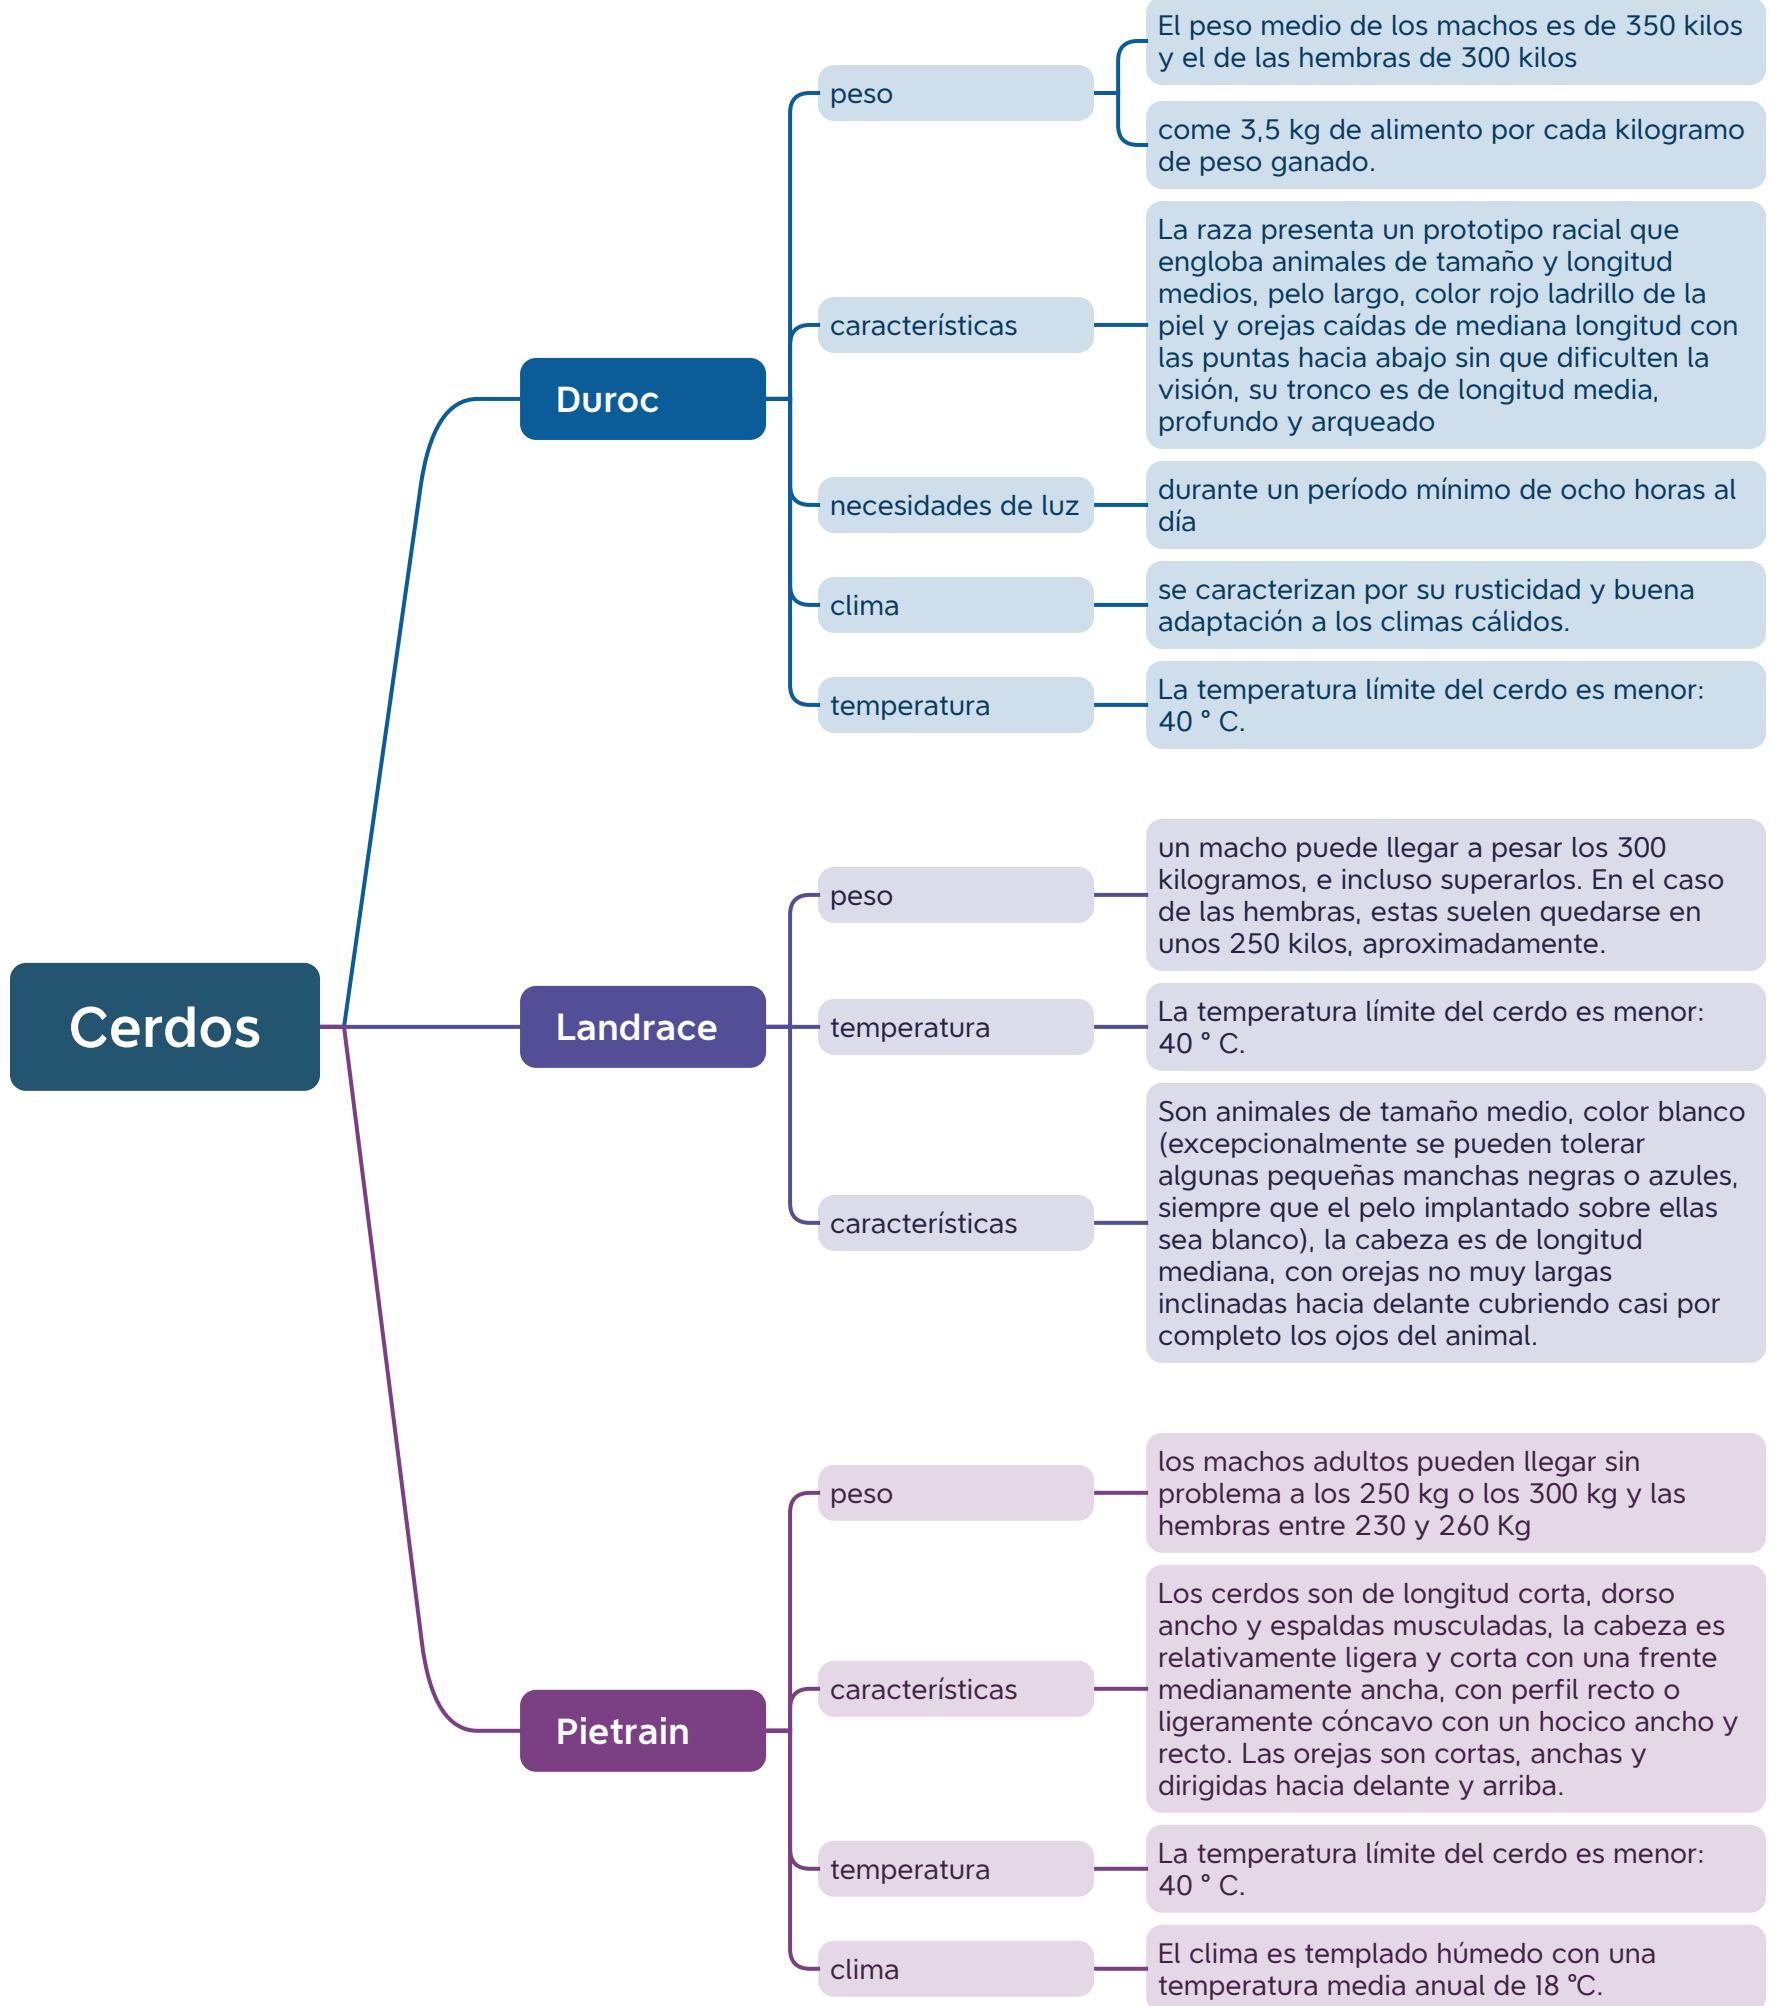 Cerdos
Duroc
peso
El peso medio de los machos es de 350 kilos
y el de las hembras de 300 kilos
come 3,5 kg de alimento por cada kilogramo
de peso ganado.
características
La raza presenta un prototipo racial que
engloba animales de tamaño y longitud
medios, pelo largo, color rojo ladrillo de la
piel y orejas caídas de mediana longitud con
las puntas hacia abajo sin que dificulten la
visión, su tronco es de longitud media,
profundo y arqueado
necesidades de luz
durante un período mínimo de ocho horas al
día
clima
se caracterizan por su rusticidad y buena
adaptación a los climas cálidos.
temperatura
La temperatura límite del cerdo es menor:
40 ° C.
Landrace
peso
un macho puede llegar a pesar los 300
kilogramos, e incluso superarlos. En el caso
de las hembras, estas suelen quedarse en
unos 250 kilos, aproximadamente.
temperatura
La temperatura límite del cerdo es menor:
40 ° C.
características
Son animales de tamaño medio, color blanco
(excepcionalmente se pueden tolerar
algunas pequeñas manchas negras o azules,
siempre que el pelo implantado sobre ellas
sea blanco), la cabeza es de longitud
mediana, con orejas no muy largas
inclinadas hacia delante cubriendo casi por
completo los ojos del animal.
Pietrain
peso
los machos adultos pueden llegar sin
problema a los 250 kg o los 300 kg y las
hembras entre 230 y 260 Kg
características
Los cerdos son de longitud corta, dorso
ancho y espaldas musculadas, la cabeza es
relativamente ligera y corta con una frente
medianamente ancha, con perfil recto o
ligeramente cóncavo con un hocico ancho y
recto. Las orejas son cortas, anchas y
dirigidas hacia delante y arriba.
temperatura
La temperatura límite del cerdo es menor:
40 ° C.
clima
El clima es templado húmedo con una
temperatura media anual de 18 °C.